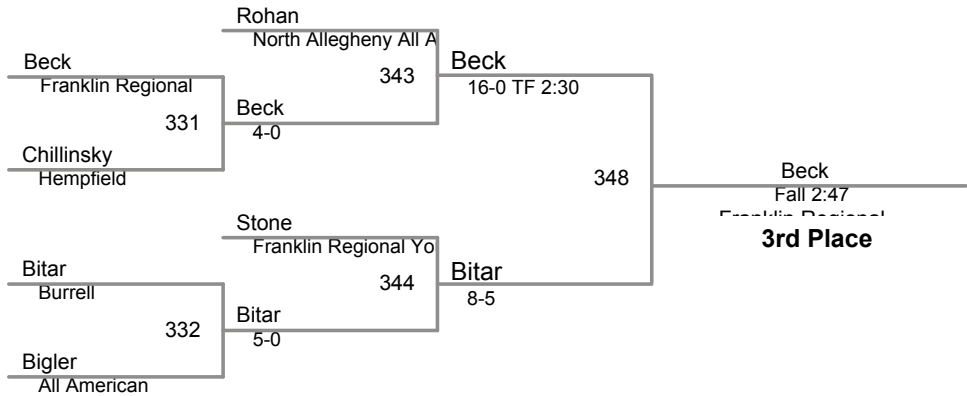 Rohan
North Allegheny All A
Beck
Franklin Regional
343
Beck
16-0 TF 2:30
331
Beck
4-0
Chillinsky
Hempfield
348
Beck
Fall 2:47
Franklin Regional
3rd Place
Stone
Franklin Regional Yo
Bitar
Burrell
344
Bitar
8-5
332
Bitar
5-0
Bigler
All American